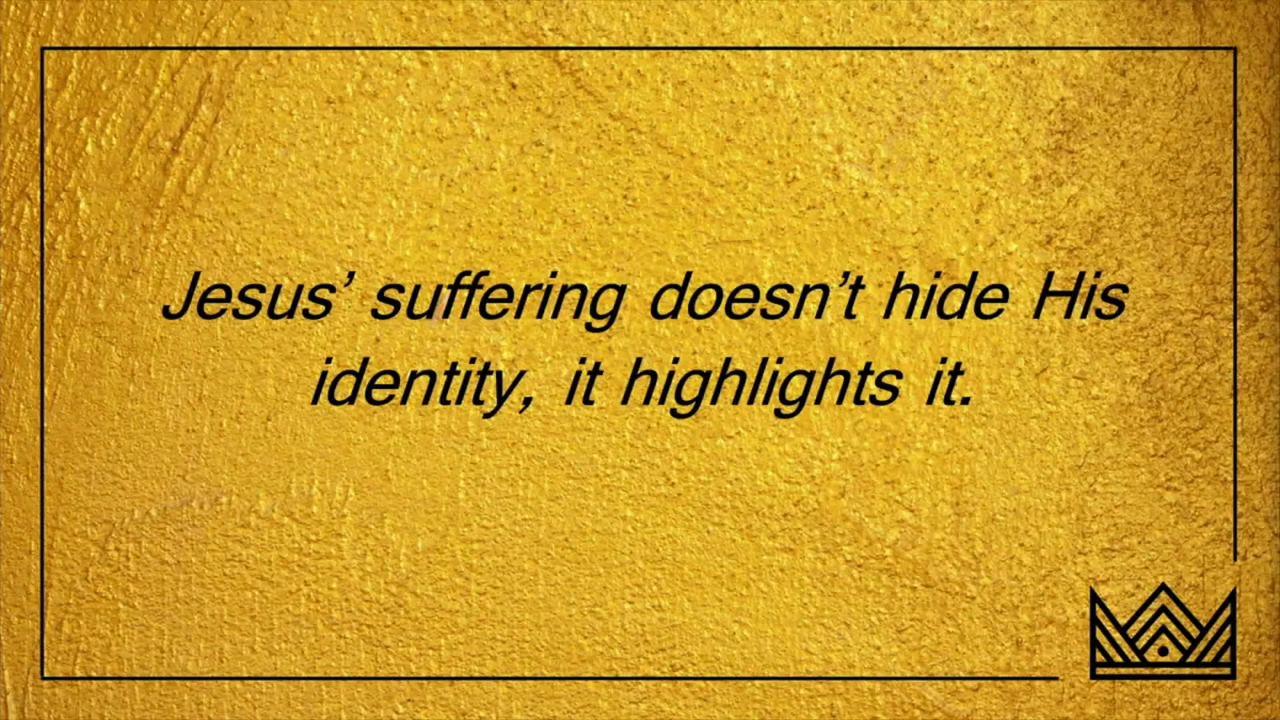 Jesus’ suffering doesn’t hide His
identity, it highlights it.